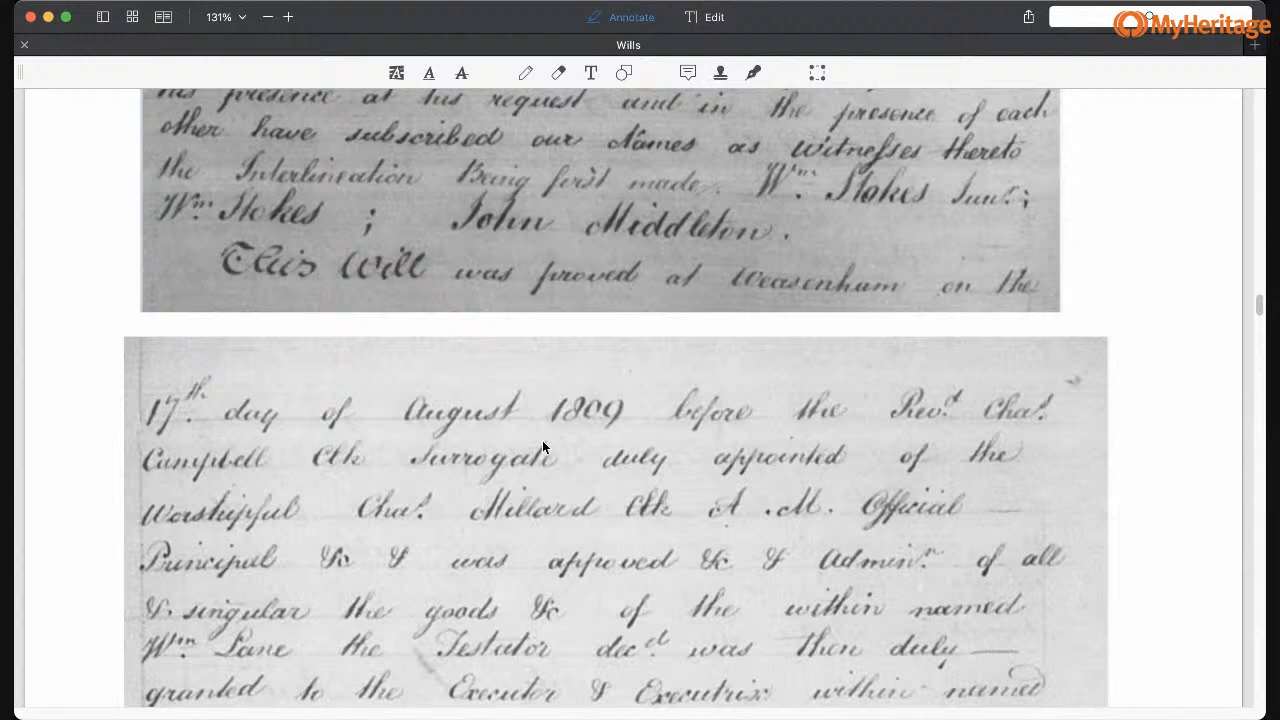 131%
Annotate
Edit
MyHeritage
Wills
his presence at his request and in the presence of each
other have subscribed our Names as Witneſses thereto
the Interlineation Being first made. Wm. Stokes Junr.;
Wm. Stokes ; John Middleton.
This Will was proved at Weasenham on the
17th. day of August 1809 before the Revd. Chas.
Campbell Clk Surrogate duly appointed of the
Worshipful Chas. Millard Clk A.M. Official —
Principal &c & was approved &c & Adminn. of all
& singular the goods &c of the within named
Wm. Lane the Testator decd. was then duly —
granted to the Executor & Executrix within named